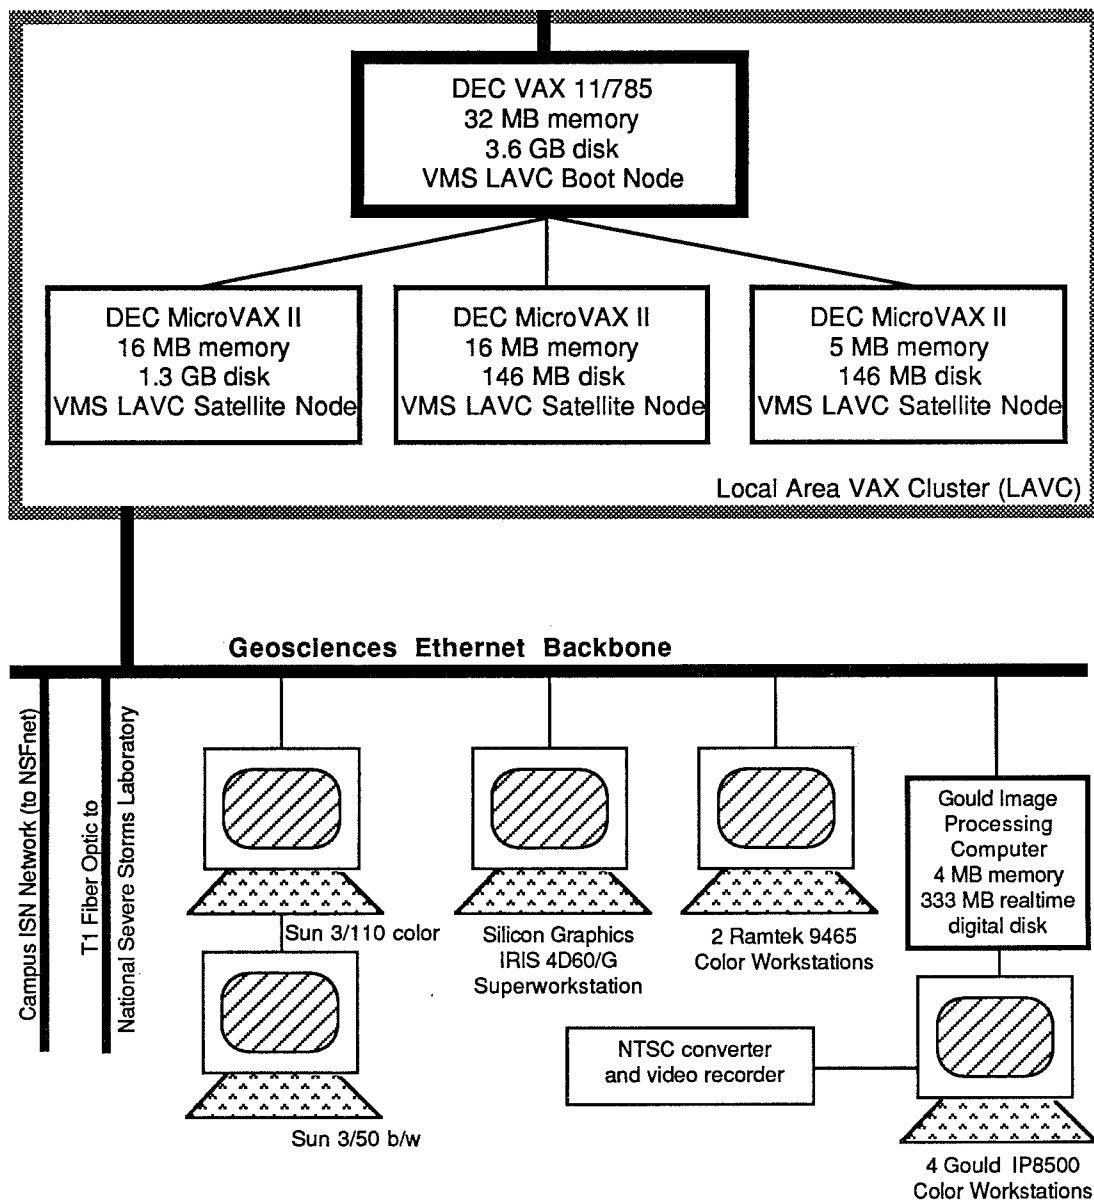 DEC VAX 11/785
32 MB memory
3.6 GB disk
VMS LAVC Boot Node
DEC MicroVAX II
16 MB memory
1.3 GB disk
VMS LAVC Satellite Node
DEC MicroVAX II
16 MB memory
146 MB disk
VMS LAVC Satellite Node
DEC MicroVAX II
5 MB memory
146 MB disk
VMS LAVC Satellite Node
Local Area VAX Cluster (LAVC)
Geosciences Ethernet Backbone
Campus ISN Network (to NSFnet)
T1 Fiber Optic to
National Severe Storms Laboratory
Sun 3/110 color
Sun 3/50 b/w
Silicon Graphics
IRIS 4D60/G
Superworkstation
2 Ramtek 9465
Color Workstations
Gould Image
Processing
Computer
4 MB memory
333 MB realtime
digital disk
NTSC converter
and video recorder
4 Gould IP8500
Color Workstations